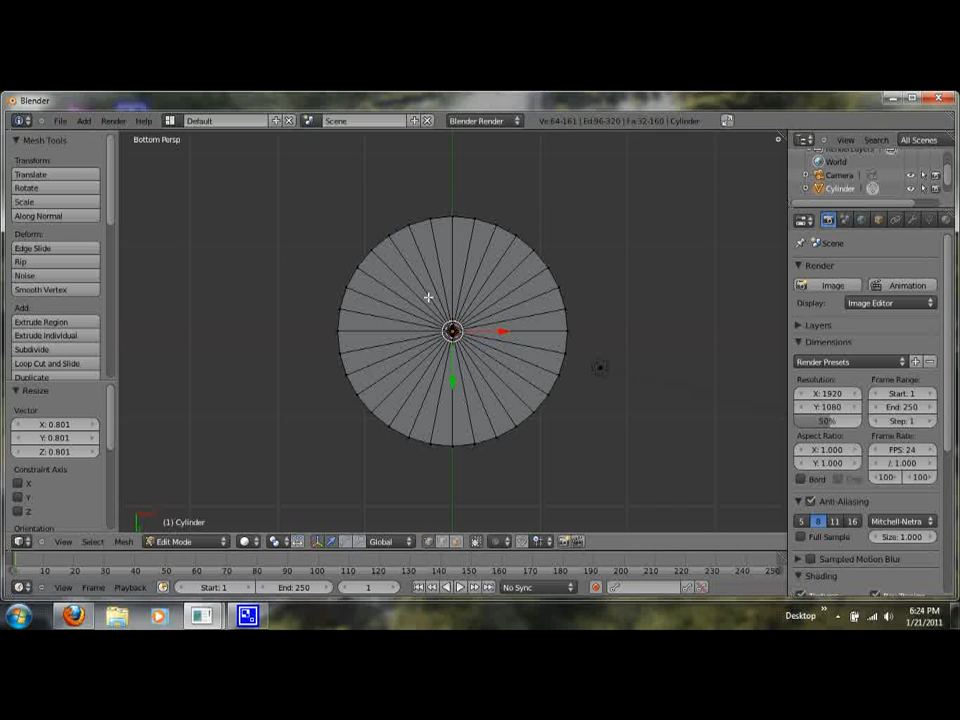 Blender
File Add Render Help Default Scene Blender Render Ve:64-161 | Ed:96-320 | Fa:32-160 | Cylinder
Mesh Tools
Transform:
Translate
Rotate
Scale
Along Normal
Deform:
Edge Slide
Rip
Noise
Smooth Vertex
Add:
Extrude Region
Extrude Individual
Subdivide
Loop Cut and Slide
Duplicate
Resize
Vector
X: 0.801
Y: 0.801
Z: 0.801
Constraint Axis
X
Y
Z
Orientation
Bottom Persp
(1) Cylinder
View Select Mesh Edit Mode Global
View Search All Scenes
RenderLayers
World
Camera
Cylinder
Scene
Render
Image Animation
Display: Image Editor
Layers
Dimensions
Render Presets
Resolution: Frame Range:
X: 1920 Start: 1
Y: 1080 End: 250
50% Step: 1
Aspect Ratio: Frame Rate:
X: 1.000 FPS: 24
Y: 1.000 /: 1.000
Bord 100 100
Anti-Aliasing
5 8 11 16 Mitchell-Netra
Full Sample Size: 1.000
Sampled Motion Blur
Shading
10 20 30 40 50 60 70 80 90 100 110 120 130 140 150 160 170 180 190 200 210 220 230 240 250
View Frame Playback Start: 1 End: 250 1 No Sync
Desktop
6:24 PM
1/21/2011